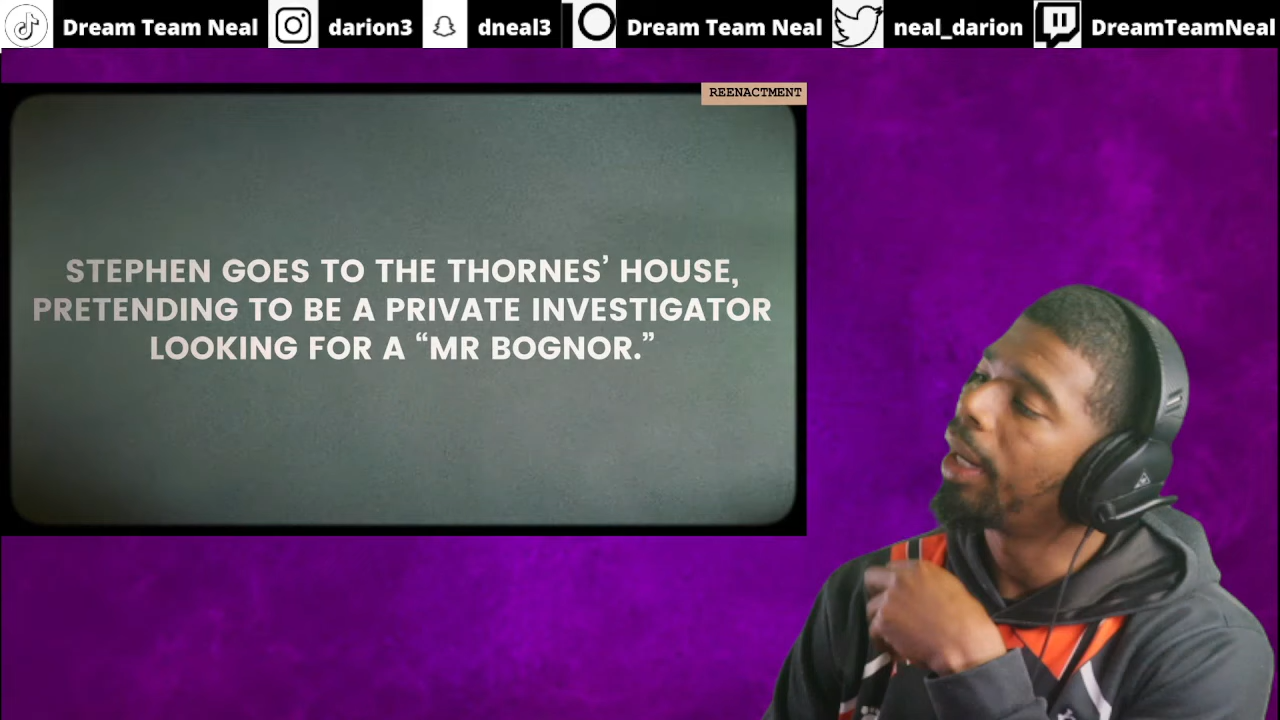 Dream Team Neal
darion3
dneal3
Dream Team Neal
neal_darion
DreamTeamNeal
REENACTMENT
STEPHEN GOES TO THE THORNES’ HOUSE,
PRETENDING TO BE A PRIVATE INVESTIGATOR
LOOKING FOR A “MR BOGNOR.”